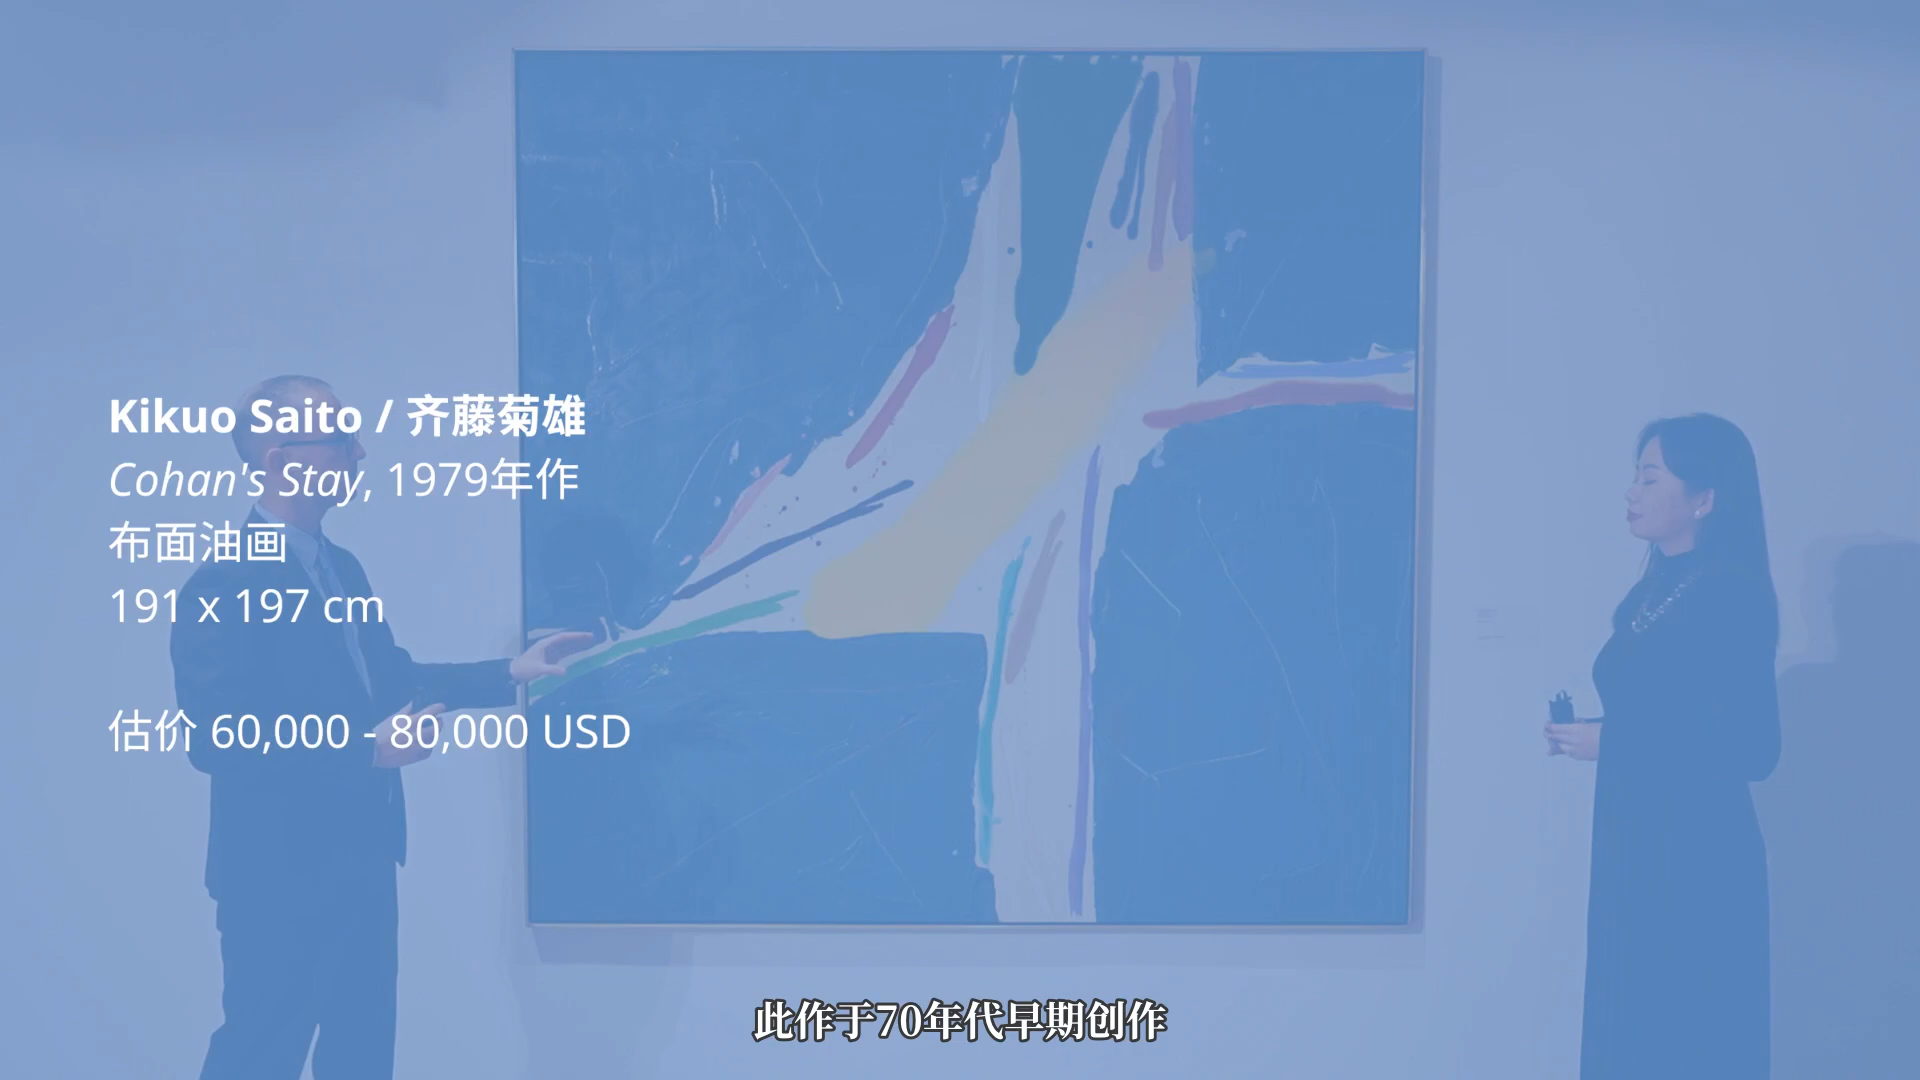 Kikuo Saito / 齐藤菊雄
Cohan's Stay, 1979年作
布面油画
191 x 197 cm
估价 60,000 - 80,000 USD
此作于70年代早期创作